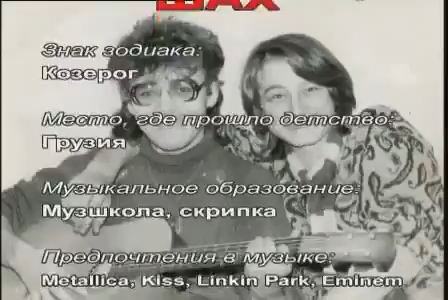 ШАХ
Знак зодиака:
Козерог
Место, где прошло детство:
Грузия
Музыкальное образование:
Музшкола, скрипка
Предпочтения в музыке:
Metallica, Kiss, Linkin Park, Eminem